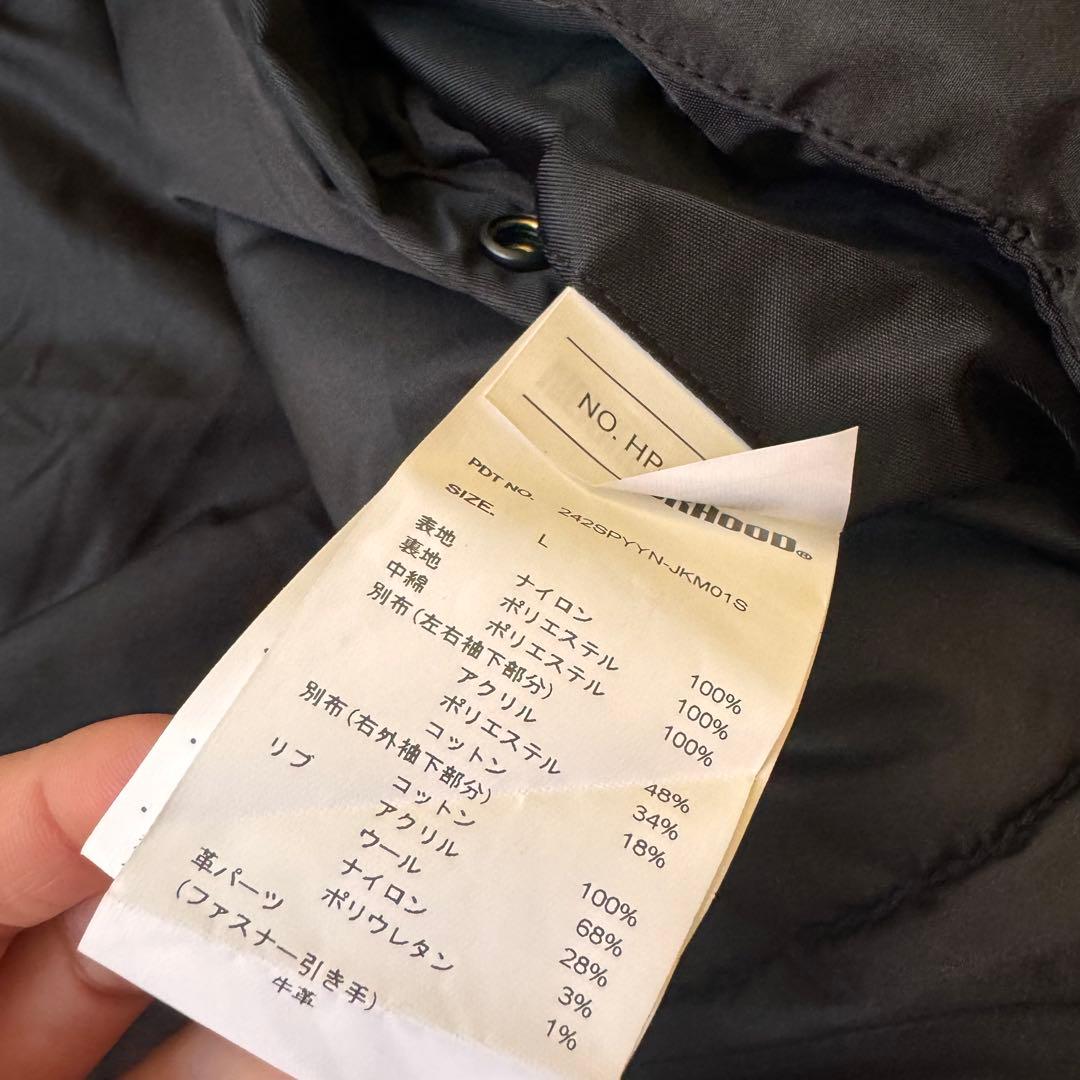 NO. HP
RHOOD®
PDT NO. 242SPYYN-JKM01S
SIZE. L
表地 ナイロン 100%
裏地 ポリエステル 100%
中綿 ポリエステル 100%
別布(左右袖下部分)
アクリル 48%
ポリエステル 34%
コットン 18%
別布(右外袖下部分)
コットン 100%
リブ アクリル 68%
ウール 28%
ナイロン 3%
ポリウレタン 1%
革パーツ
(ファスナー引き手)
牛革